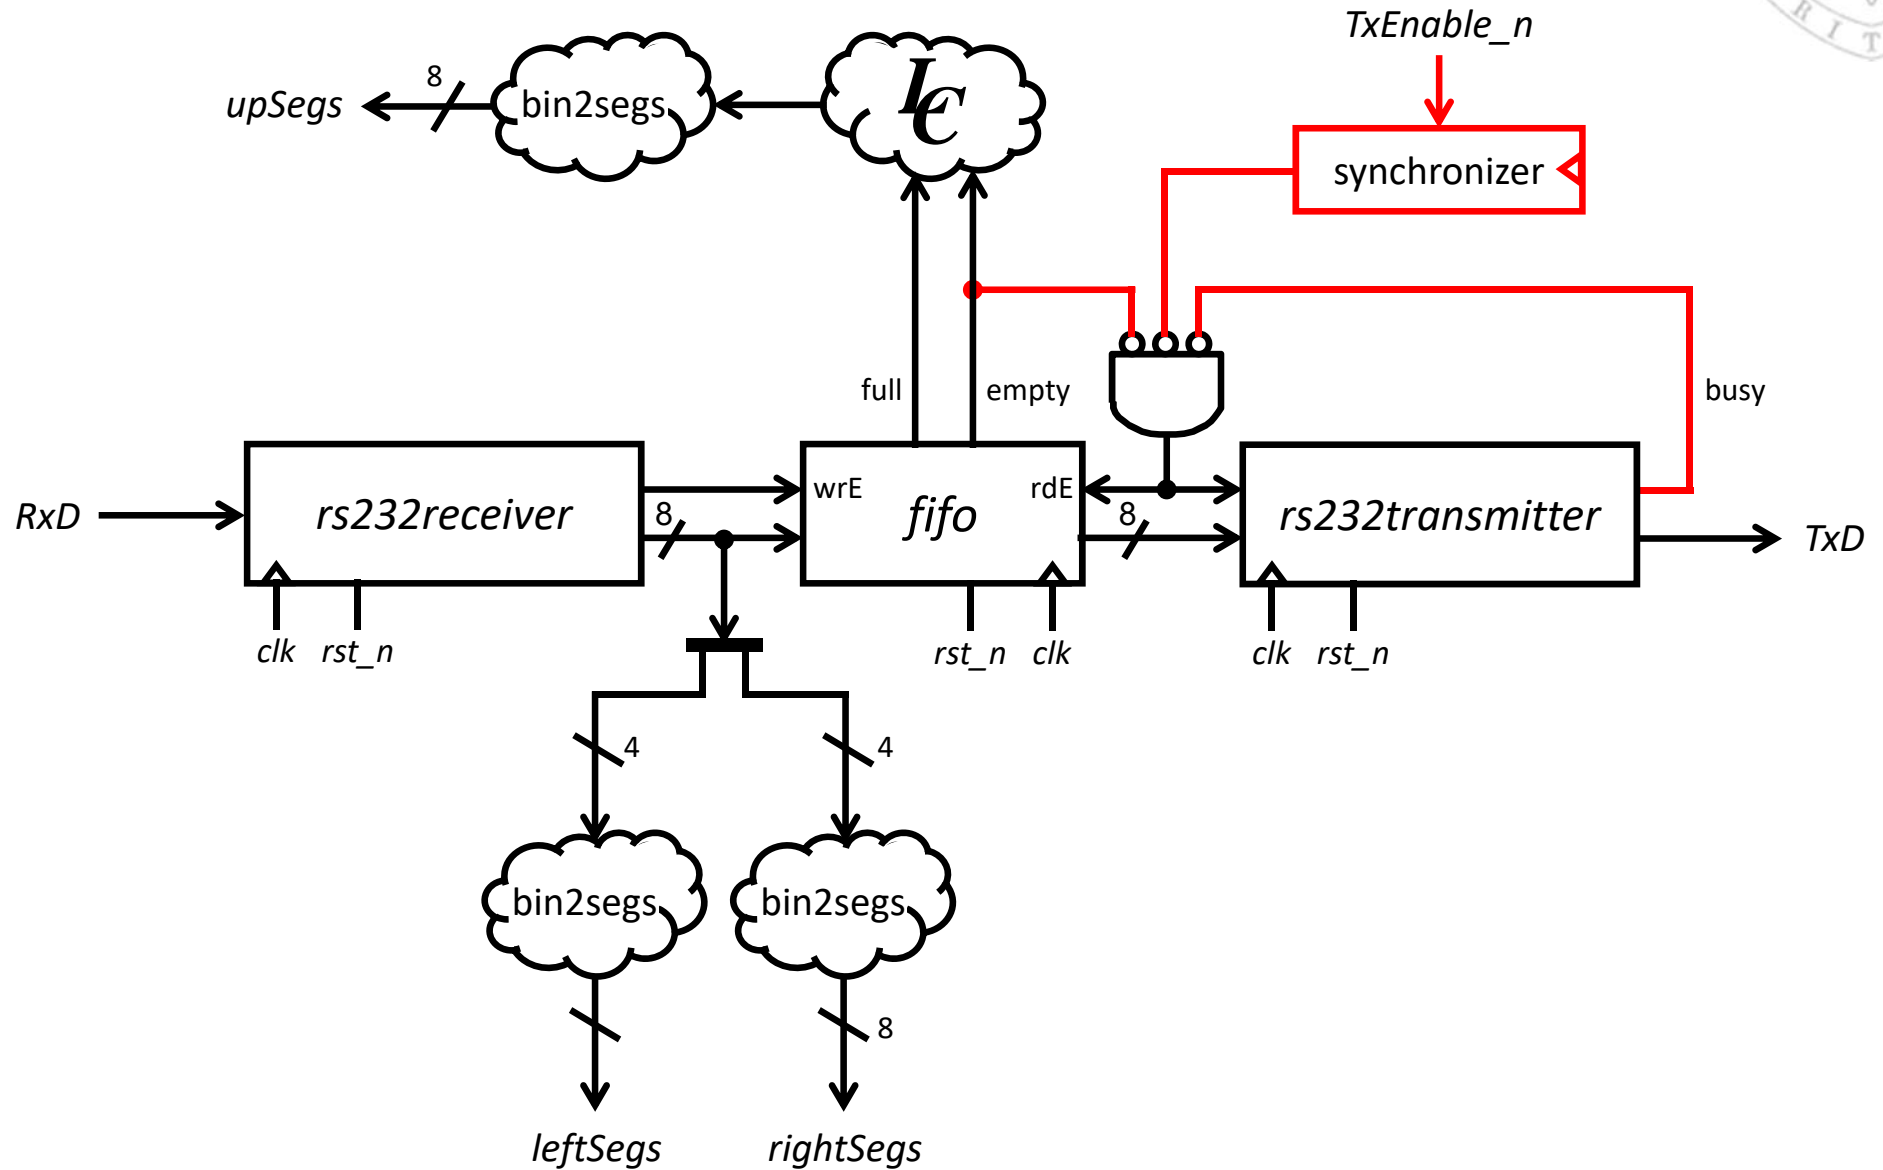 TxEnable_n
R I T
8
upSegs
bin2segs
LC
synchronizer
full
empty
busy
RxD
rs232receiver
8
wrE
fifo
rdE
8
rs232transmitter
TxD
clk
rst_n
rst_n
clk
clk
rst_n
4
4
bin2segs
bin2segs
8
leftSegs
rightSegs